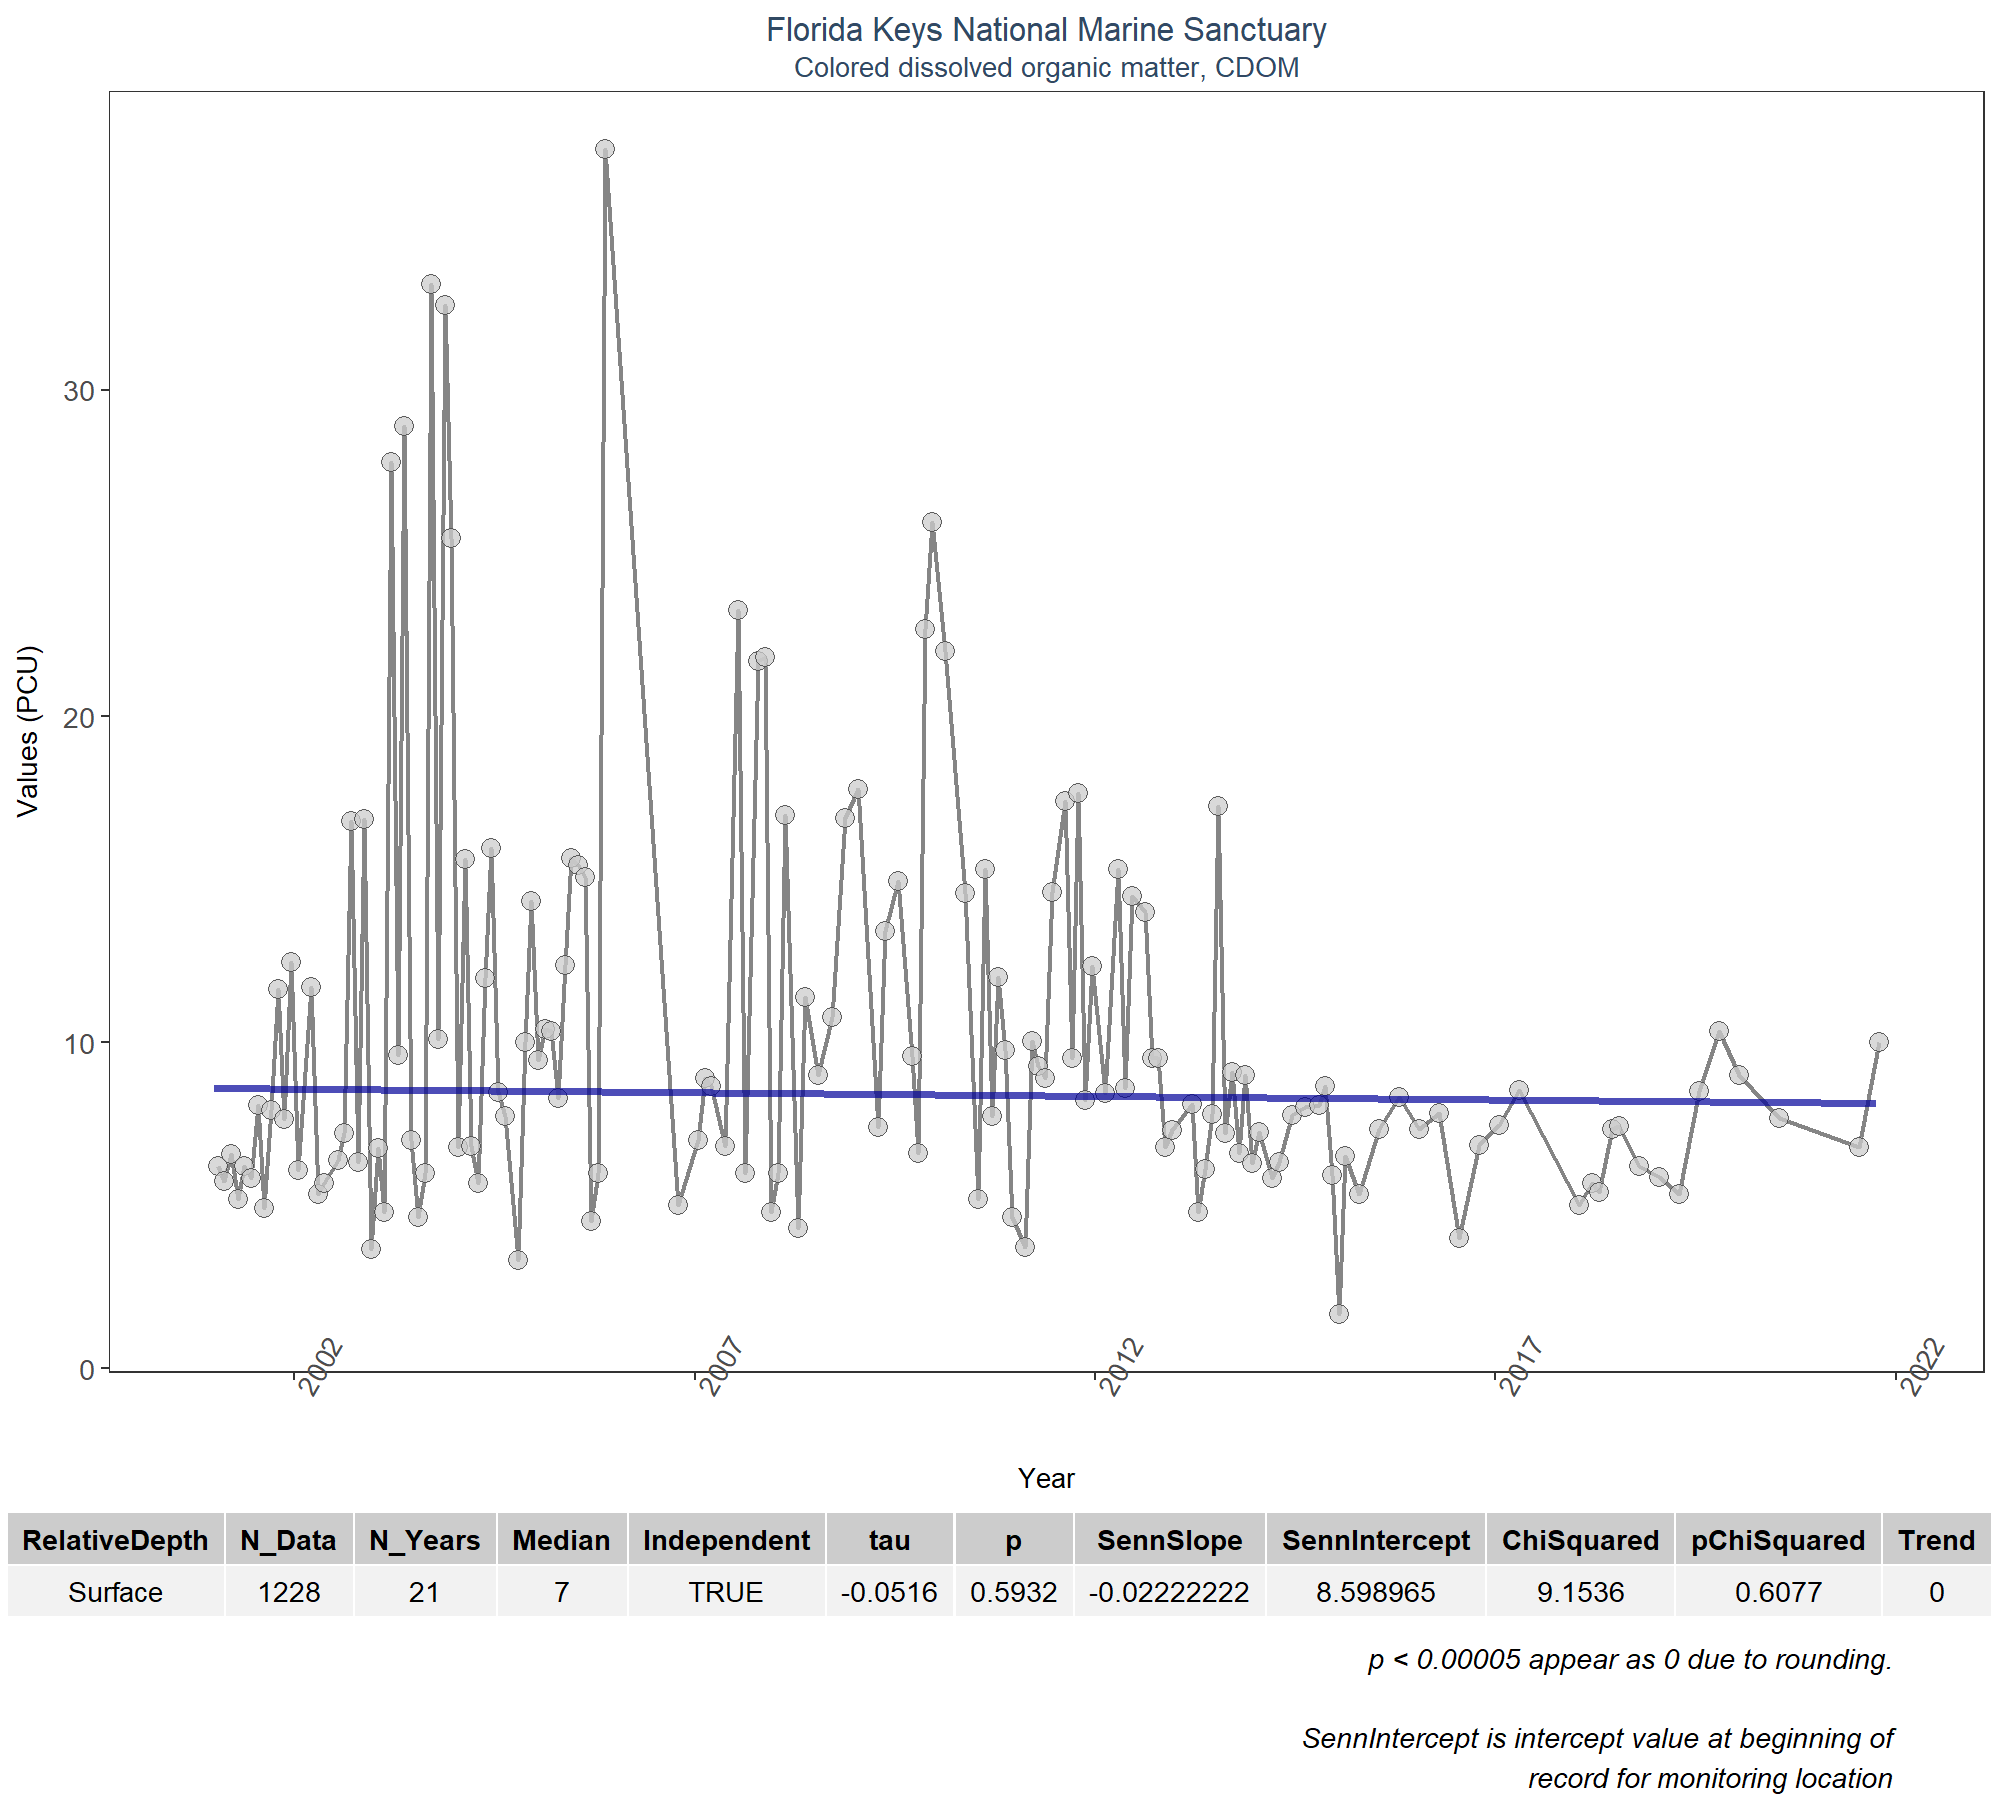 Florida Keys National Marine Sanctuary
Colored dissolved organic matter, CDOM
Values (PCU)
30
20
10
0
2002 2007 2012 2017 2022
Year
RelativeDepth N_Data N_Years Median Independent tau p SennSlope SennIntercept ChiSquared pChiSquared Trend
Surface 1228 21 7 TRUE -0.0516 0.5932 -0.02222222 8.598965 9.1536 0.6077 0
p < 0.00005 appear as 0 due to rounding.
SennIntercept is intercept value at beginning of
record for monitoring location